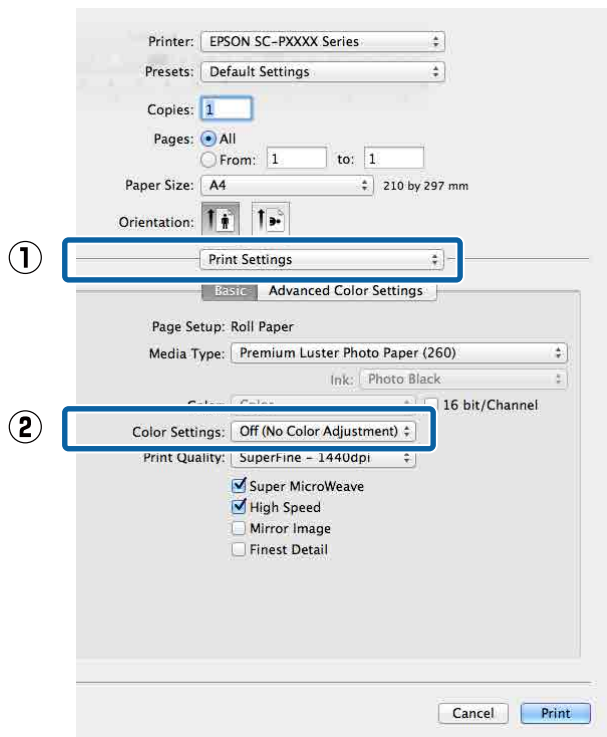 Printer: EPSON SC-PXXXX Series
Presets: Default Settings
Copies: 1
Pages: All
From: 1 to: 1
Paper Size: A4 210 by 297 mm
Orientation:
① Print Settings
Basic Advanced Color Settings
Page Setup: Roll Paper
Media Type: Premium Luster Photo Paper (260)
Ink: Photo Black
Color: Color 16 bit/Channel
② Color Settings: Off (No Color Adjustment)
Print Quality: SuperFine - 1440dpi
Super MicroWeave
High Speed
Mirror Image
Finest Detail
Cancel Print